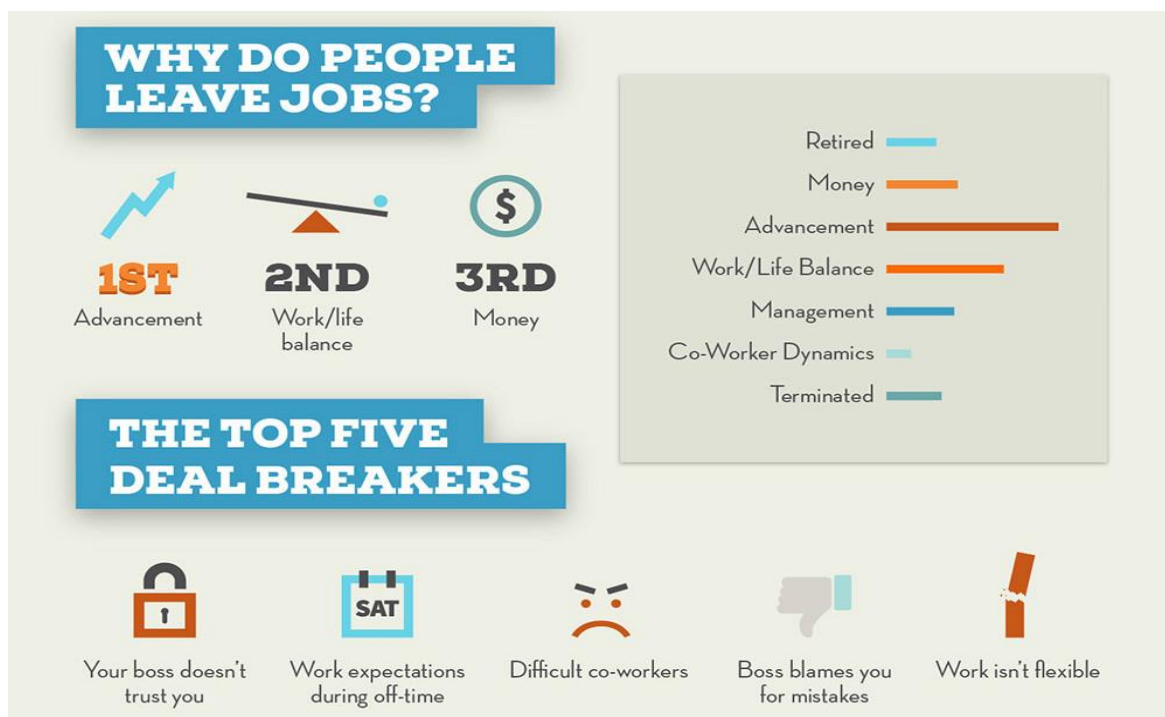 WHY DO PEOPLE
LEAVE JOBS?
$
1ST
Advancement
2ND
Work/life
balance
3RD
Money
Retired
Money
Advancement
Work/Life Balance
Management
Co-Worker Dynamics
Terminated
THE TOP FIVE
DEAL BREAKERS
Your boss doesn't
trust you
SAT
Work expectations
during off-time
Difficult co-workers
Boss blames you
for mistakes
Work isn't flexible